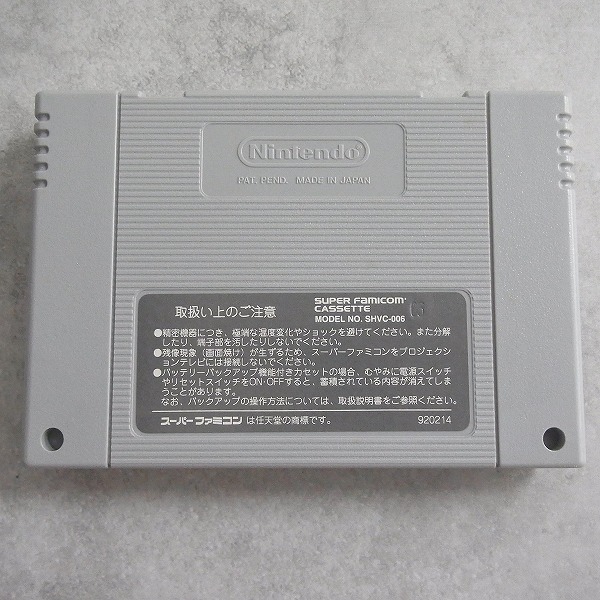 Nintendo®
PAT. PEND. MADE IN JAPAN
取扱い上のご注意
SUPER FAMICOM
CASSETTE
MODEL NO. SHVC-006
●精密機器につき、極端な温度変化やショックを避けてください。また分解
したり、端子部を汚したりしないでください。
●残像現象（画面焼け）が生ずるため、スーパーファミコンをプロジェクシ
ョンテレビには接続しないでください。
●バッテリーバックアップ機能付きカセットの場合、むやみに電源スイッチ
やリセットスイッチをON·OFFすると、蓄積されている内容が消えてしま
うことがあります。
なお、バックアップの操作方法については、取扱説明書をご参照ください。
スーパーファミコンは任天堂の商標です。 920214